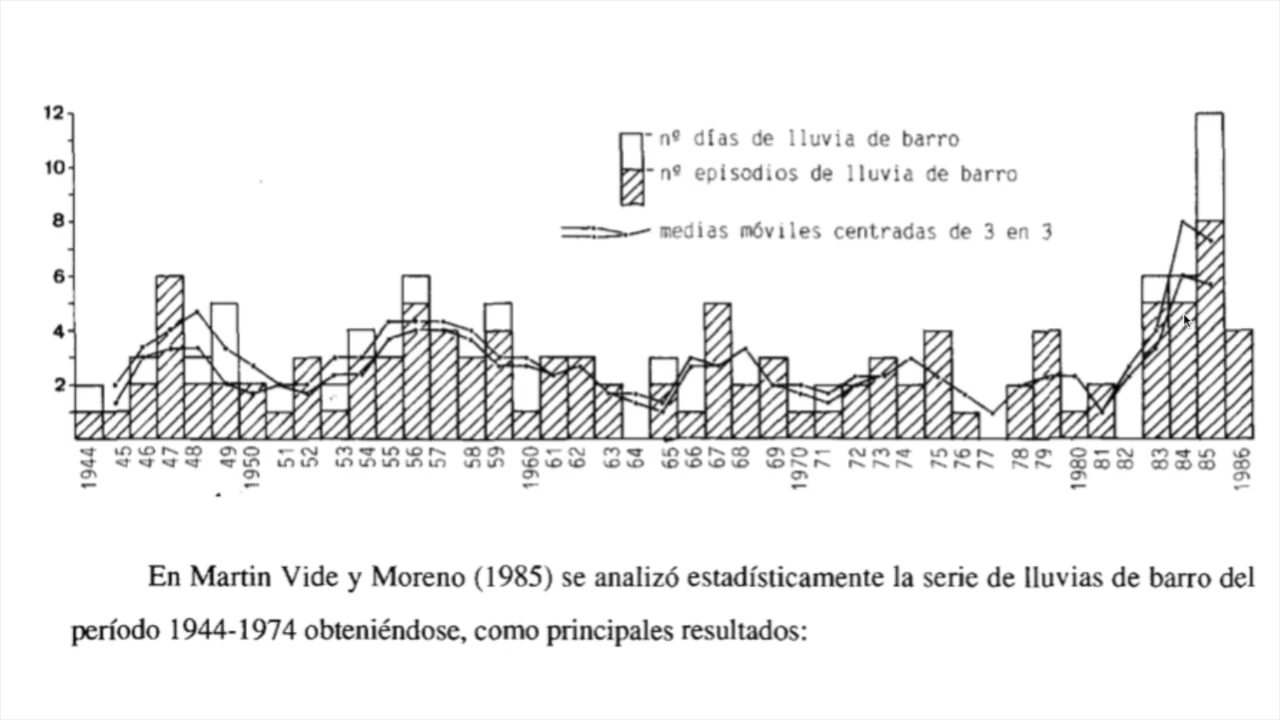 12
10
8
6
4
2
nº días de lluvia de barro
nº episodios de lluvia de barro
medias móviles centradas de 3 en 3
1944 45 46 47 48 49 1950 51 52 53 54 55 56 57 58 59 1960 61 62 63 64 65 66 67 68 69 1970 71 72 73 74 75 76 77 78 79 1980 81 82 83 84 85 1986
En Martin Vide y Moreno (1985) se analizó estadísticamente la serie de lluvias de barro del
período 1944-1974 obteniéndose, como principales resultados: